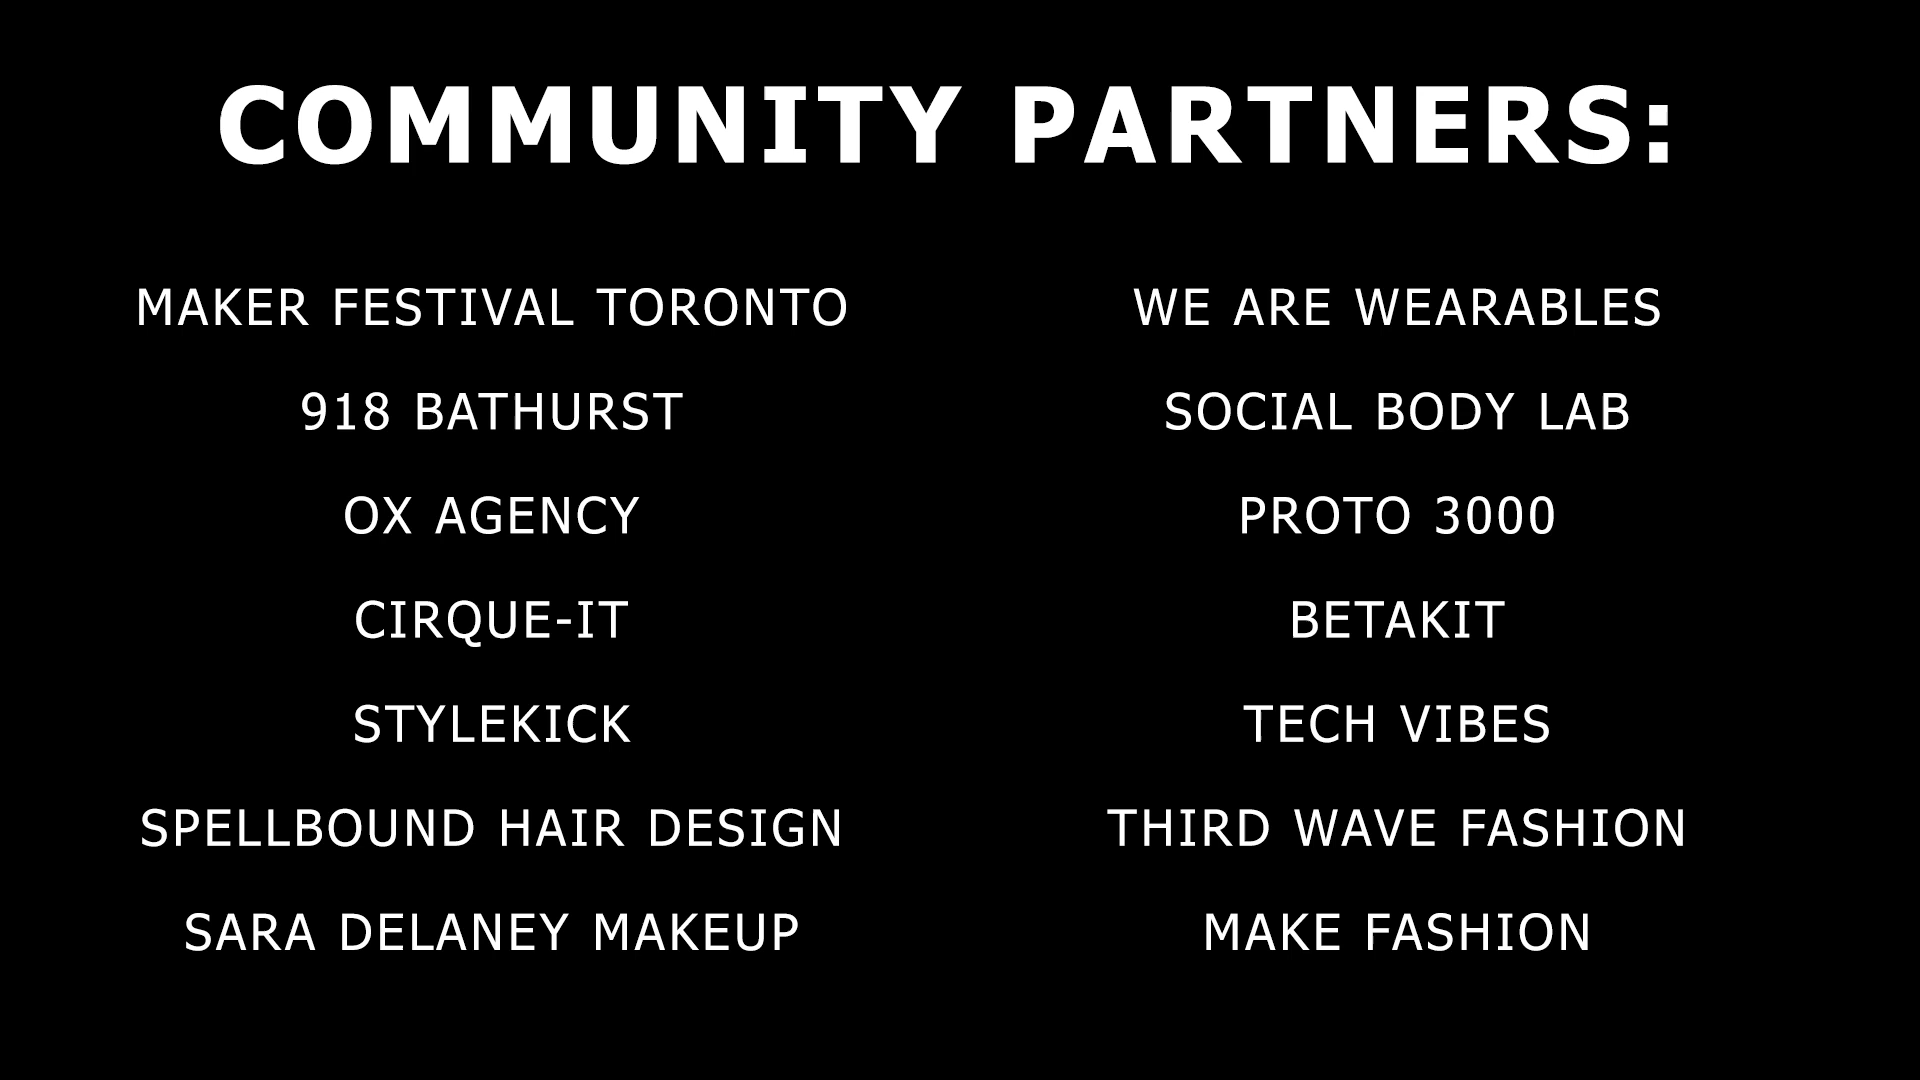 COMMUNITY PARTNERS:
MAKER FESTIVAL TORONTO
918 BATHURST
OX AGENCY
CIRQUE-IT
STYLEKICK
SPELLBOUND HAIR DESIGN
SARA DELANEY MAKEUP
WE ARE WEARABLES
SOCIAL BODY LAB
PROTO 3000
BETAKIT
TECH VIBES
THIRD WAVE FASHION
MAKE FASHION